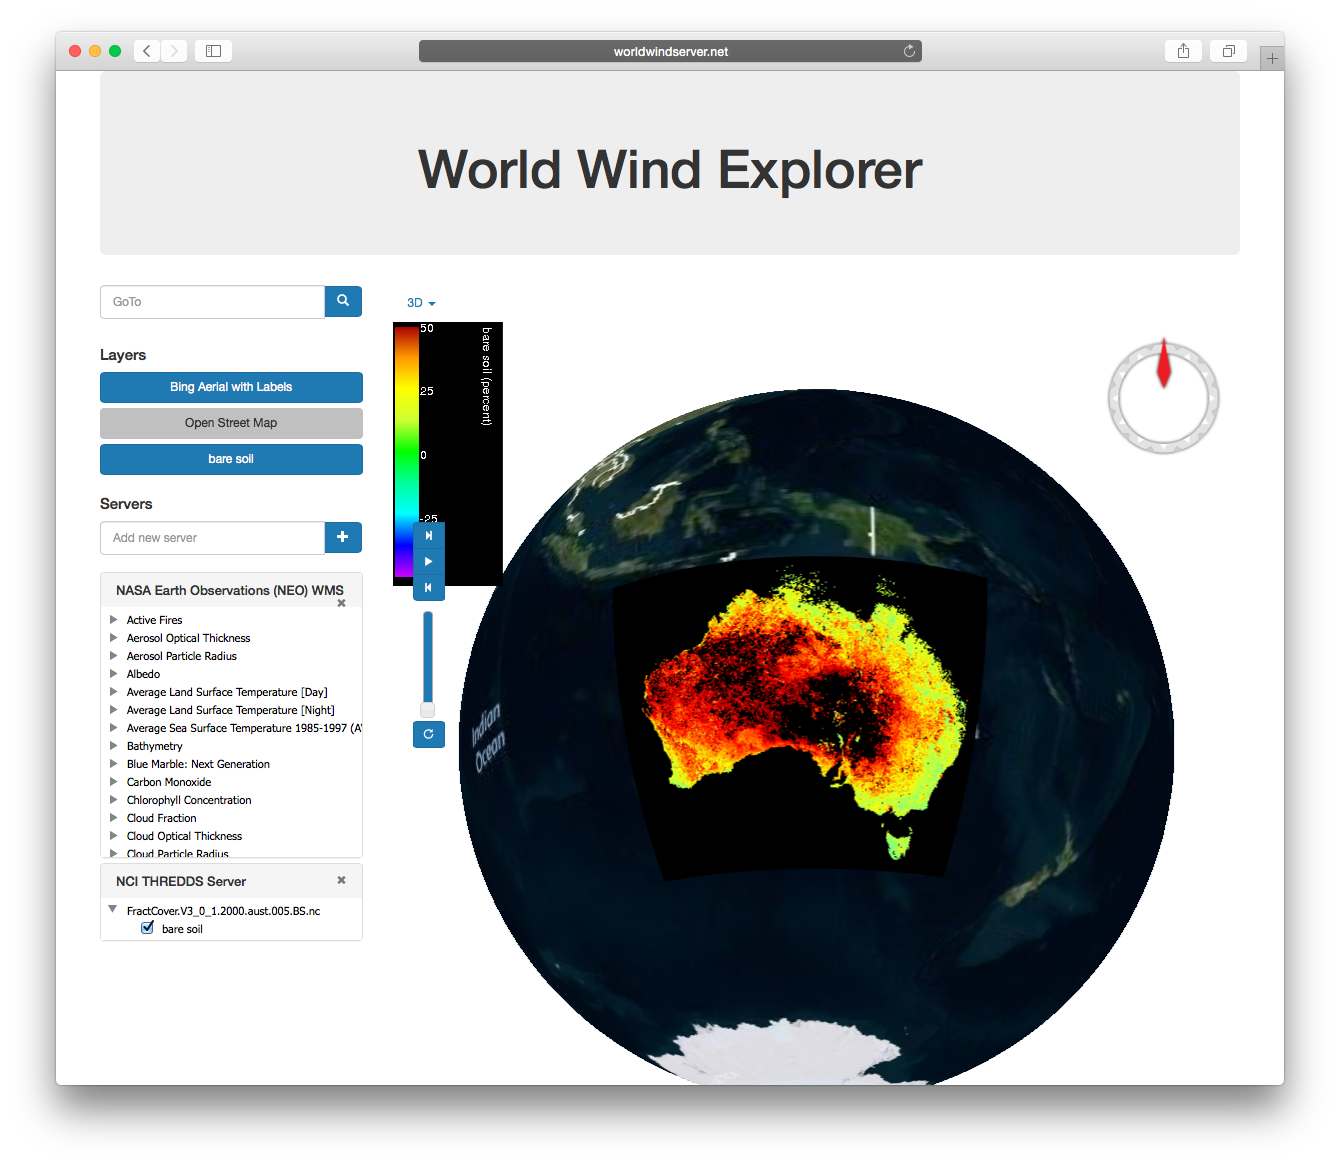 worldwindserver.net
World Wind Explorer
GoTo
3D
Layers
Bing Aerial with Labels
Open Street Map
bare soil
50
25
0
-25
bare soil (percent)
Servers
Add new server
NASA Earth Observations (NEO) WMS
Active Fires
Aerosol Optical Thickness
Aerosol Particle Radius
Albedo
Average Land Surface Temperature [Day]
Average Land Surface Temperature [Night]
Average Sea Surface Temperature 1985-1997 (A
Bathymetry
Blue Marble: Next Generation
Carbon Monoxide
Chlorophyll Concentration
Cloud Fraction
Cloud Optical Thickness
Cloud Particle Radius
NCI THREDDS Server
FractCover.V3_0_1.2000.aust.005.BS.nc
bare soil
Indian
Ocean